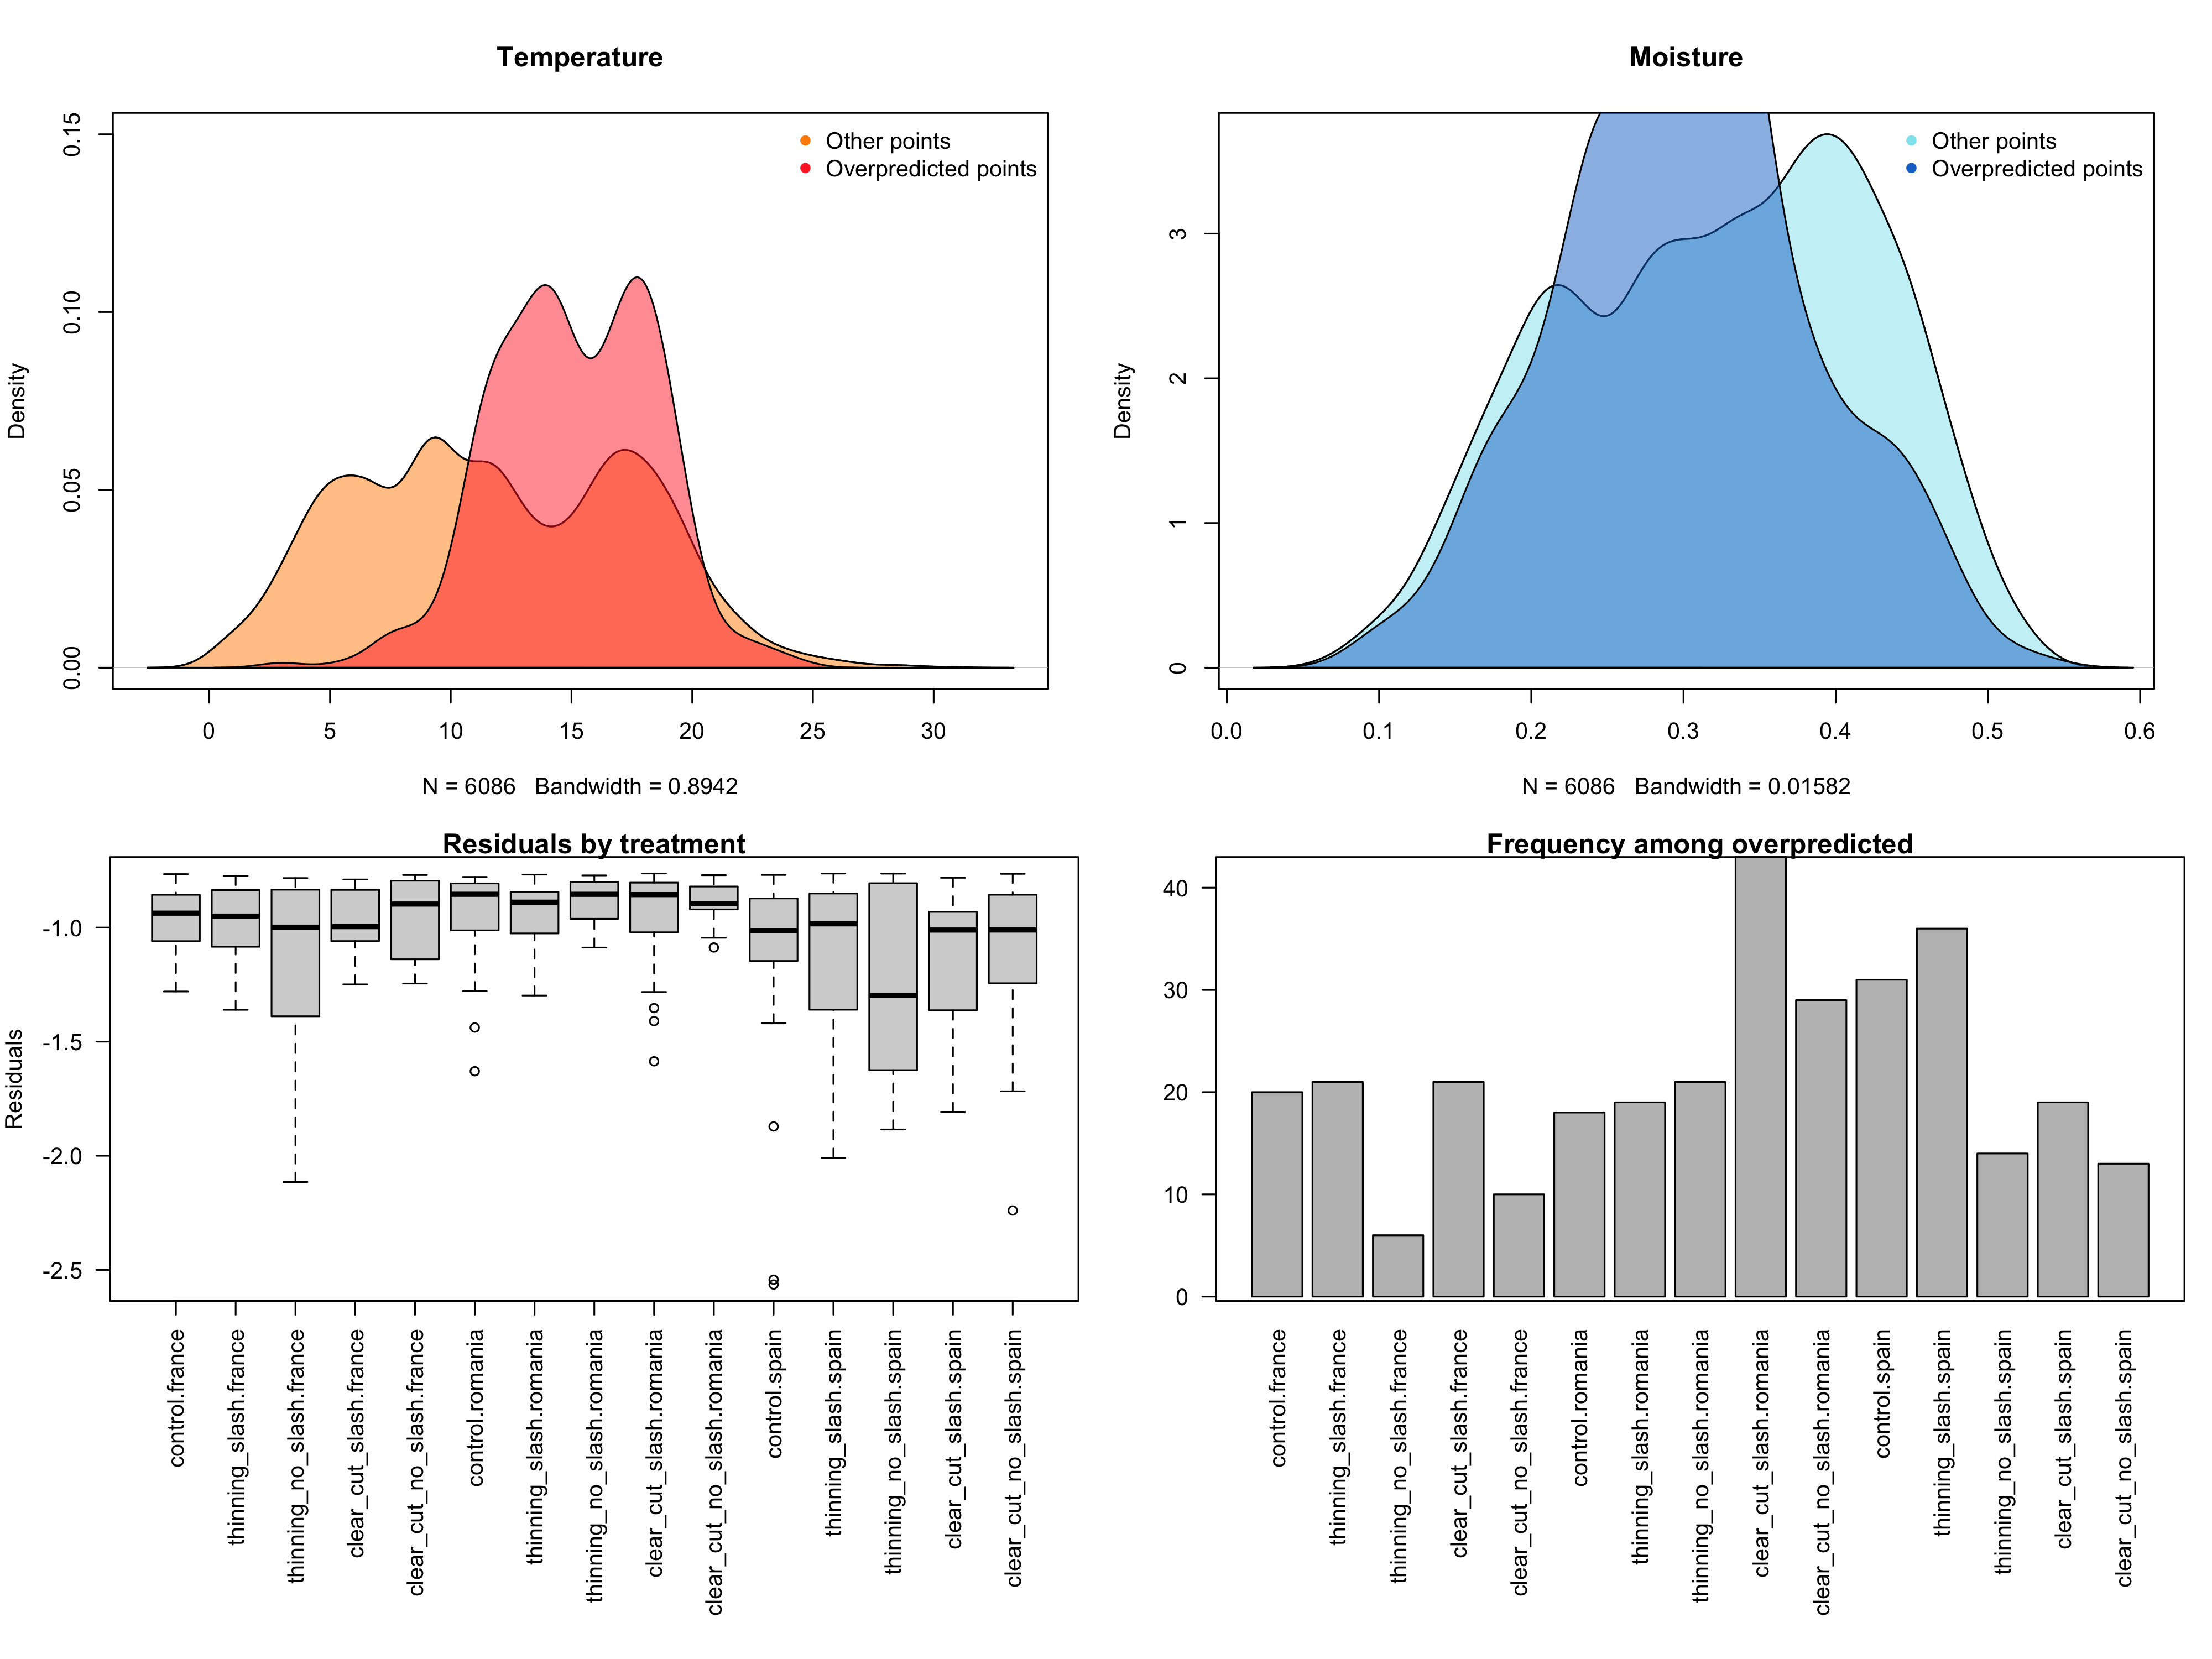 Temperature
Density
0.15
0.10
0.05
0.00
Other points
Overpredicted points
0 5 10 15 20 25 30
N = 6086 Bandwidth = 0.8942
Moisture
Density
3
2
1
0
Other points
Overpredicted points
0.0 0.1 0.2 0.3 0.4 0.5 0.6
N = 6086 Bandwidth = 0.01582
Residuals by treatment
Residuals
-1.0
-1.5
-2.0
-2.5
control.france
thinning_slash.france
thinning_no_slash.france
clear_cut_slash.france
clear_cut_no_slash.france
control.romania
thinning_slash.romania
thinning_no_slash.romania
clear_cut_slash.romania
clear_cut_no_slash.romania
control.spain
thinning_slash.spain
thinning_no_slash.spain
clear_cut_slash.spain
clear_cut_no_slash.spain
Frequency among overpredicted
40
30
20
10
0
control.france
thinning_slash.france
thinning_no_slash.france
clear_cut_slash.france
clear_cut_no_slash.france
control.romania
thinning_slash.romania
thinning_no_slash.romania
clear_cut_slash.romania
clear_cut_no_slash.romania
control.spain
thinning_slash.spain
thinning_no_slash.spain
clear_cut_slash.spain
clear_cut_no_slash.spain